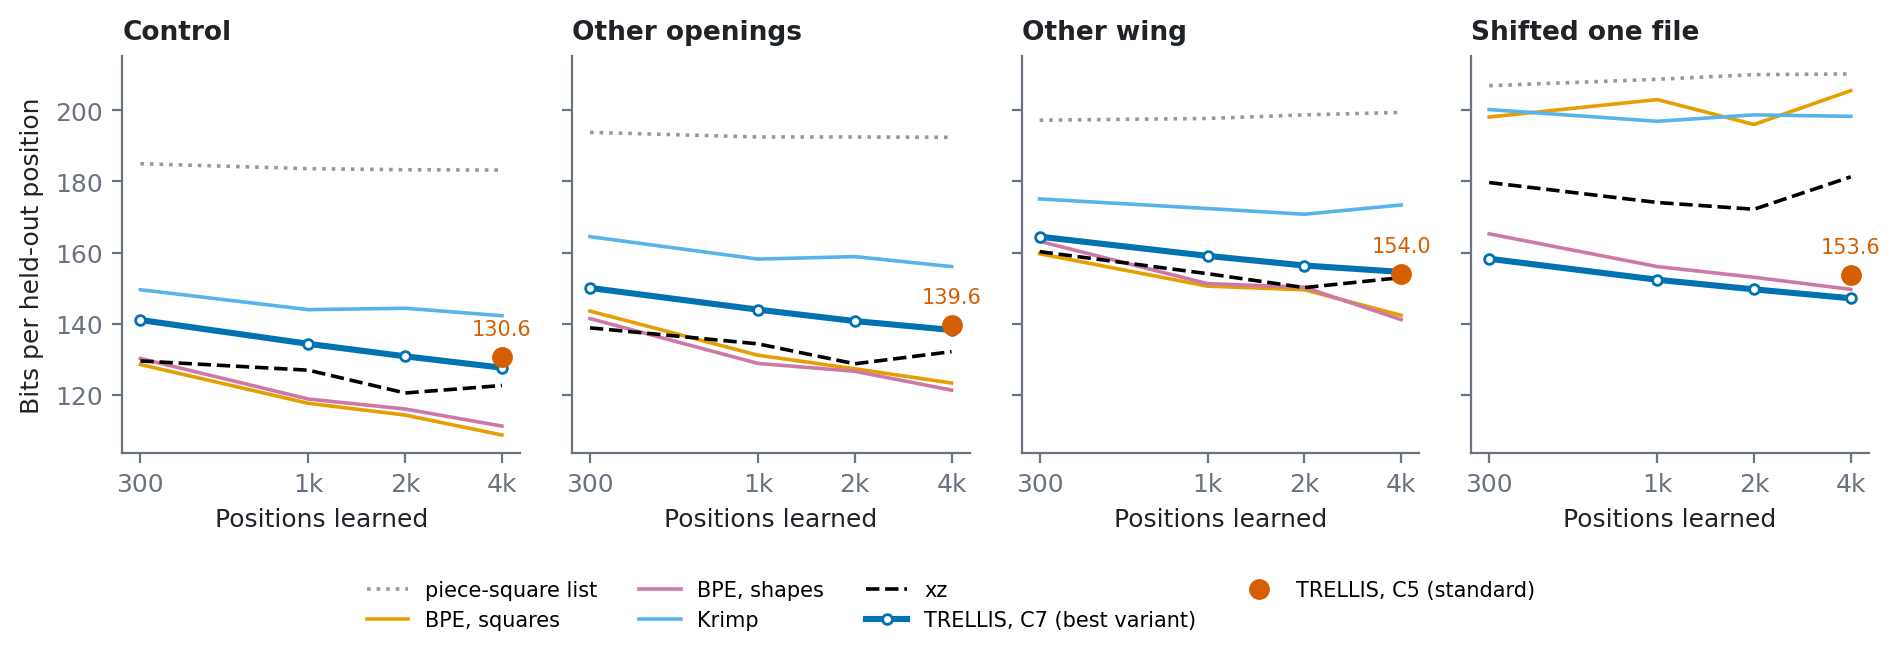 Control
Other openings
Other wing
Shifted one file
Bits per held-out position
200
180
160
140
120
130.6
139.6
154.0
153.6
300 1k 2k 4k
300 1k 2k 4k
300 1k 2k 4k
300 1k 2k 4k
Positions learned
Positions learned
Positions learned
Positions learned
piece-square list
BPE, squares
BPE, shapes
Krimp
xz
TRELLIS, C7 (best variant)
TRELLIS, C5 (standard)